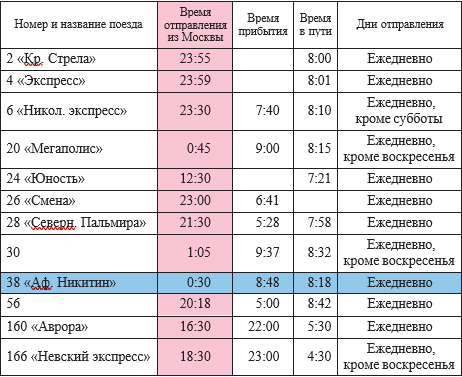 Номер и название поезда Время отправления из Москвы Время прибытия Время в пути Дни отправления
2 «Кр. Стрела» 23:55 8:00 Ежедневно
4 «Экспресс» 23:59 8:01 Ежедневно
6 «Никол. экспресс» 23:30 7:40 8:10 Ежедневно, кроме субботы
20 «Мегаполис» 0:45 9:00 8:15 Ежедневно, кроме воскресенья
24 «Юность» 12:30 7:21 Ежедневно
26 «Смена» 23:00 6:41 Ежедневно
28 «Северн. Пальмира» 21:30 5:28 7:58 Ежедневно
30 1:05 9:37 8:32 Ежедневно, кроме воскресенья
38 «Аф. Никитин» 0:30 8:48 8:18 Ежедневно
56 20:18 5:00 8:42 Ежедневно
160 «Аврора» 16:30 22:00 5:30 Ежедневно
166 «Невский экспресс» 18:30 23:00 4:30 Ежедневно, кроме воскресенья